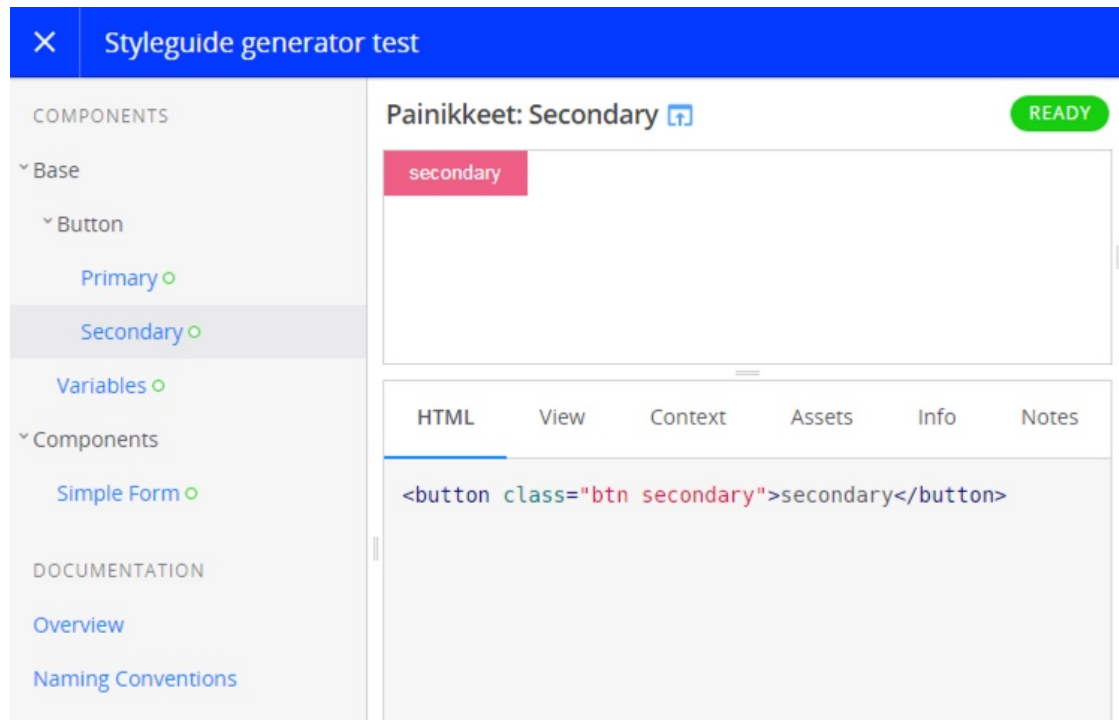 Styleguide generator test
COMPONENTS
Base
Button
Primary
Secondary
Variables
Components
Simple Form
DOCUMENTATION
Overview
Naming Conventions
Painikkeet: Secondary
READY
secondary
HTML View Context Assets Info Notes
<button class="btn secondary">secondary</button>